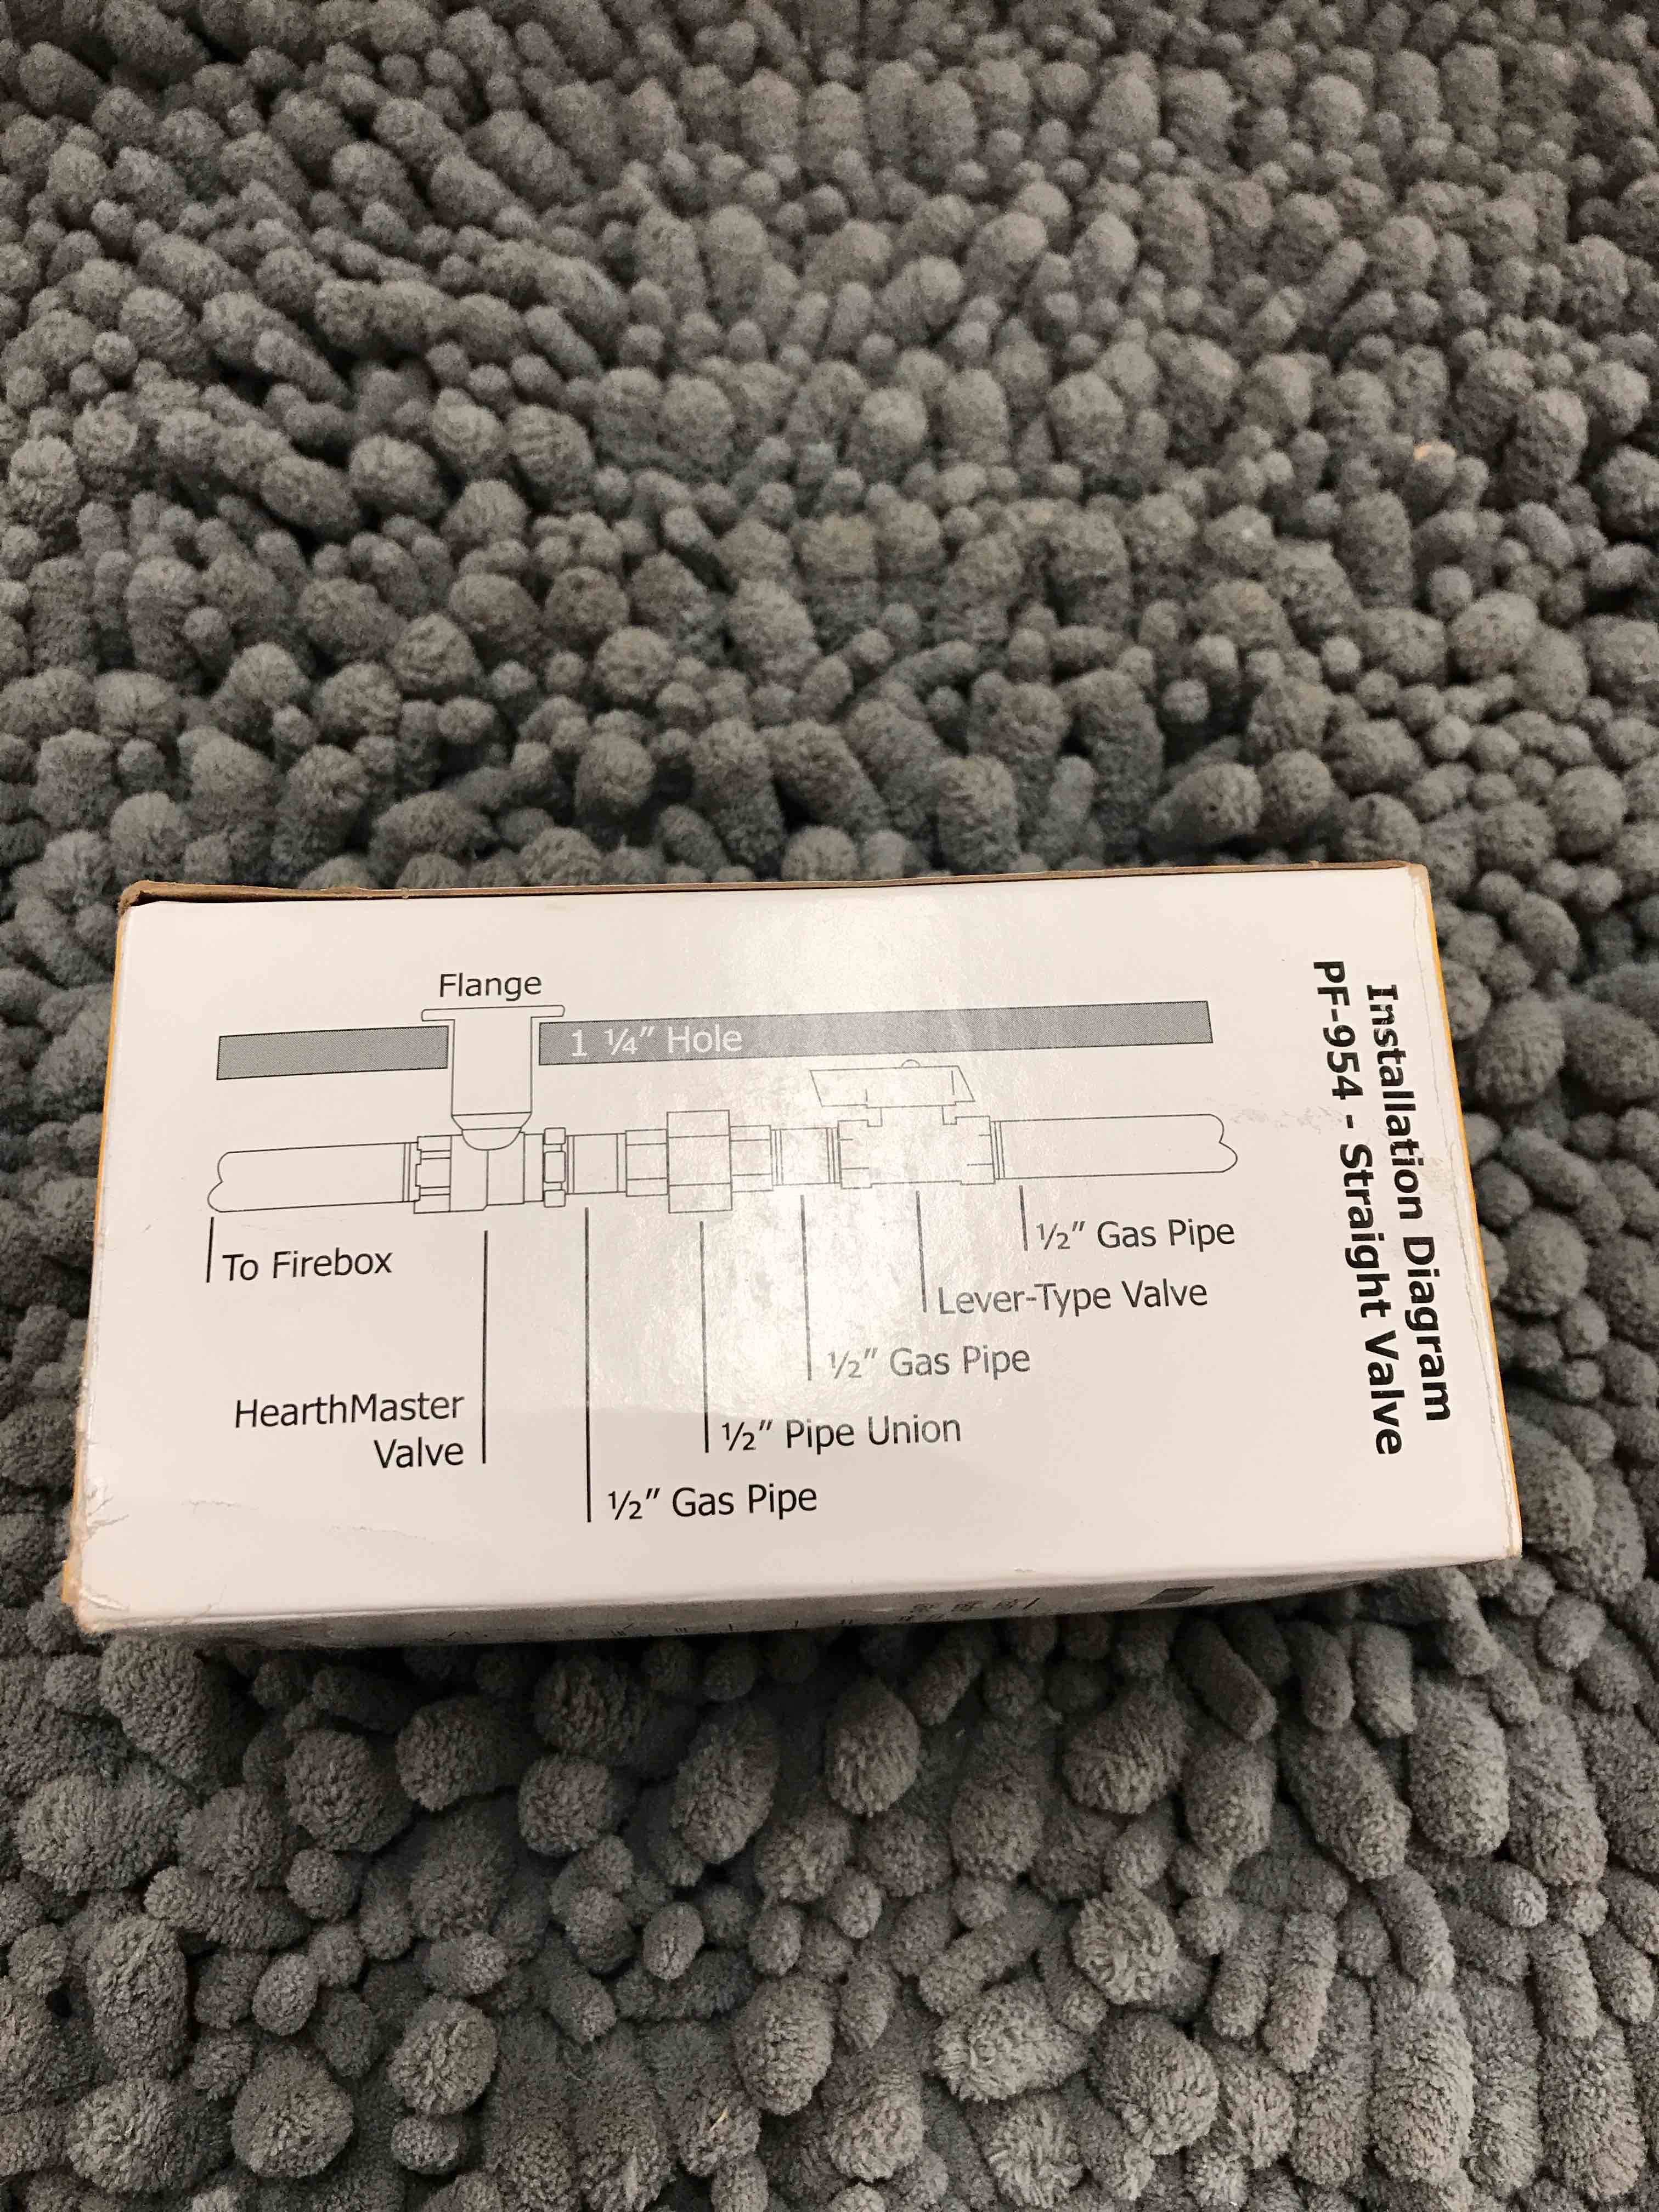 Installation Diagram
PF-954 - Straight Valve
Flange
1 ¼" Hole
To Firebox
½" Gas Pipe
Lever-Type Valve
½" Gas Pipe
HearthMaster
Valve
½" Pipe Union
½" Gas Pipe